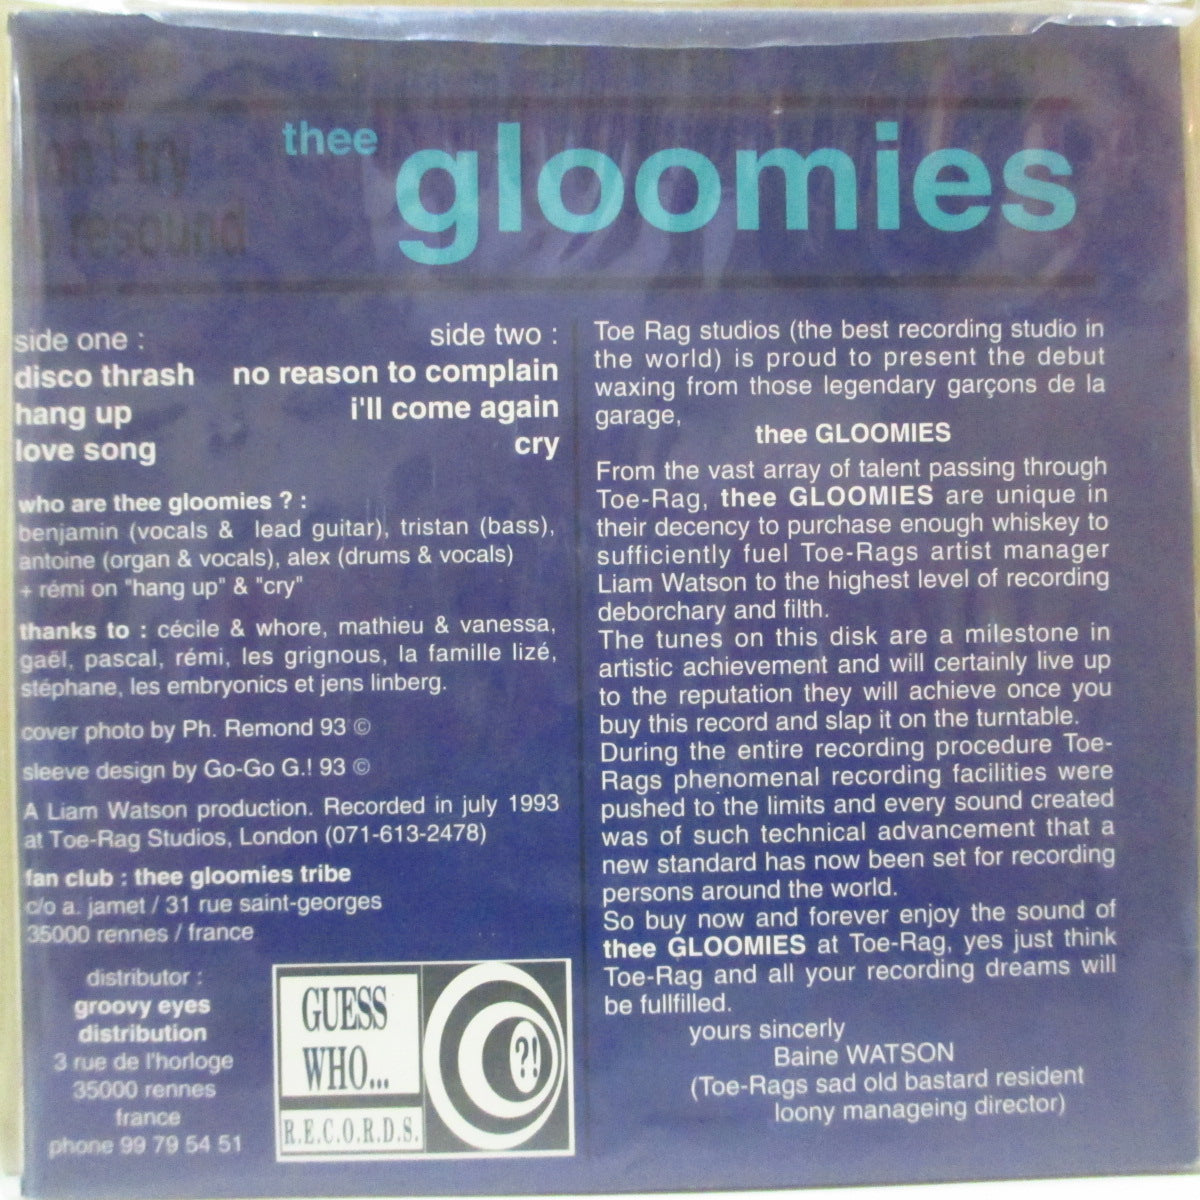 thee
gloomies
try
resound
side one :
disco thrash
hang up
love song
side two :
no reason to complain
i'll come again
cry
who are thee gloomies ? :
benjamin (vocals & lead guitar), tristan (bass),
antoine (organ & vocals), alex (drums & vocals)
+ rémi on "hang up" & "cry"
thanks to : cécile & whore, mathieu & vanessa,
gaël, pascal, rémi, les grignous, la famille lizé,
stéphane, les embryonics et jens linberg.
cover photo by Ph. Remond 93 ©
sleeve design by Go-Go G.! 93 ©
A Liam Watson production. Recorded in july 1993
at Toe-Rag Studios, London (071-613-2478)
fan club : thee gloomies tribe
c/o a. jamet / 31 rue saint-georges
35000 rennes / france
distributor :
groovy eyes
distribution
3 rue de l'horloge
35000 rennes
france
phone 99 79 54 51
GUESS
WHO...
R.E.C.O.R.D.S.
?!
Toe Rag studios (the best recording studio in
the world) is proud to present the debut
waxing from those legendary garçons de la
garage,
thee GLOOMIES
From the vast array of talent passing through
Toe-Rag, thee GLOOMIES are unique in
their decency to purchase enough whiskey to
sufficiently fuel Toe-Rags artist manager
Liam Watson to the highest level of recording
deborchary and filth.
The tunes on this disk are a milestone in
artistic achievement and will certainly live up
to the reputation they will achieve once you
buy this record and slap it on the turntable.
During the entire recording procedure Toe-
Rags phenomenal recording facilities were
pushed to the limits and every sound created
was of such technical advancement that a
new standard has now been set for recording
persons around the world.
So buy now and forever enjoy the sound of
thee GLOOMIES at Toe-Rag, yes just think
Toe-Rag and all your recording dreams will
be fullfilled.
yours sincerly
Baine WATSON
(Toe-Rags sad old bastard resident
loony manageing director)